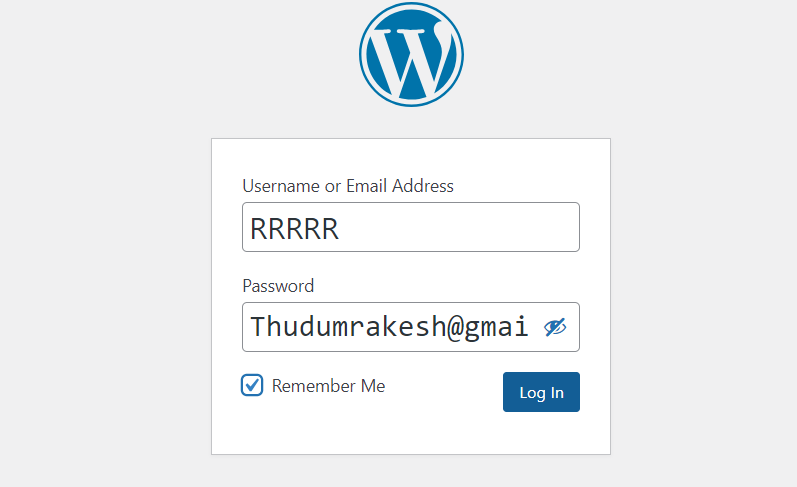 Username or Email Address
RRRRR
Password
Thudumrakesh@gmai
Remember Me
Log In